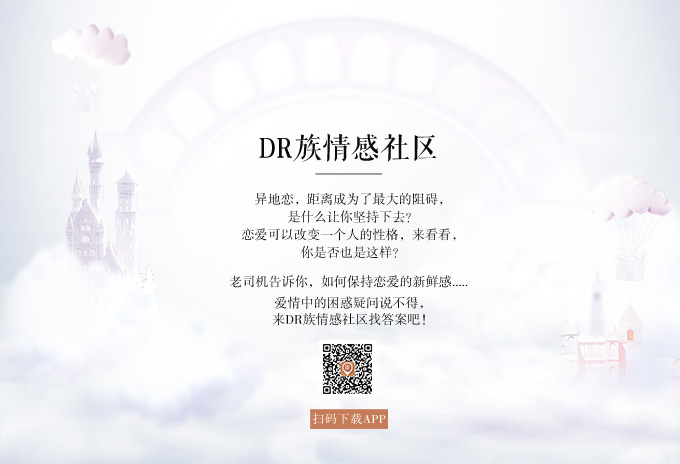 DR族情感社区
异地恋，距离成为了最大的阻碍，
是什么让你坚持下去？
恋爱可以改变一个人的性格，来看看，
你是否也是这样？
老司机告诉你，如何保持恋爱的新鲜感.....
爱情中的困惑疑问说不得，
来DR族情感社区找答案吧！
扫码下载APP